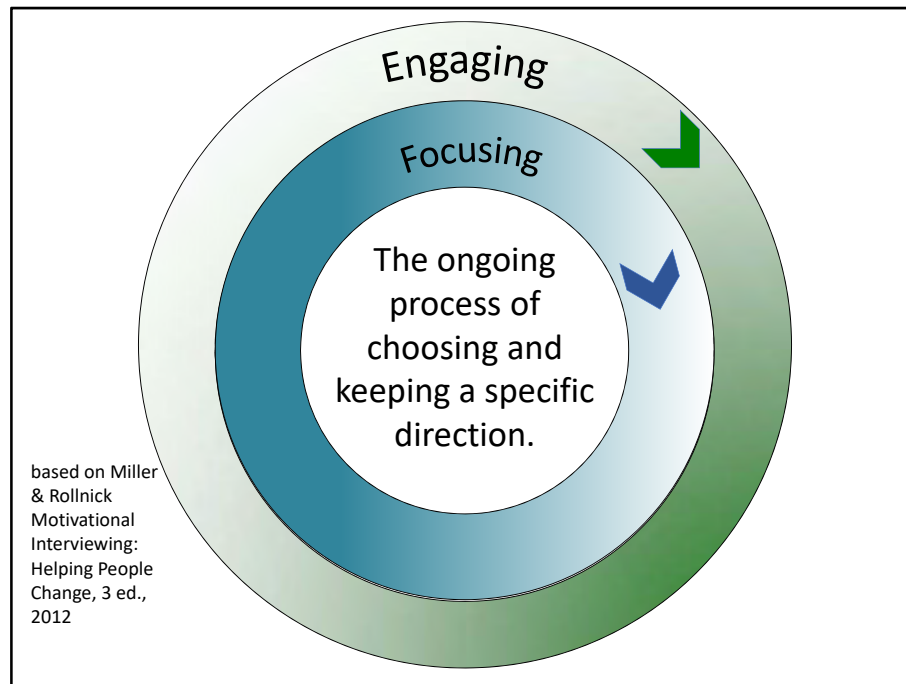 Engaging
Focusing
The ongoing
process of
choosing and
keeping a specific
direction.
based on Miller
& Rollnick
Motivational
Interviewing:
Helping People
Change, 3 ed.,
2012